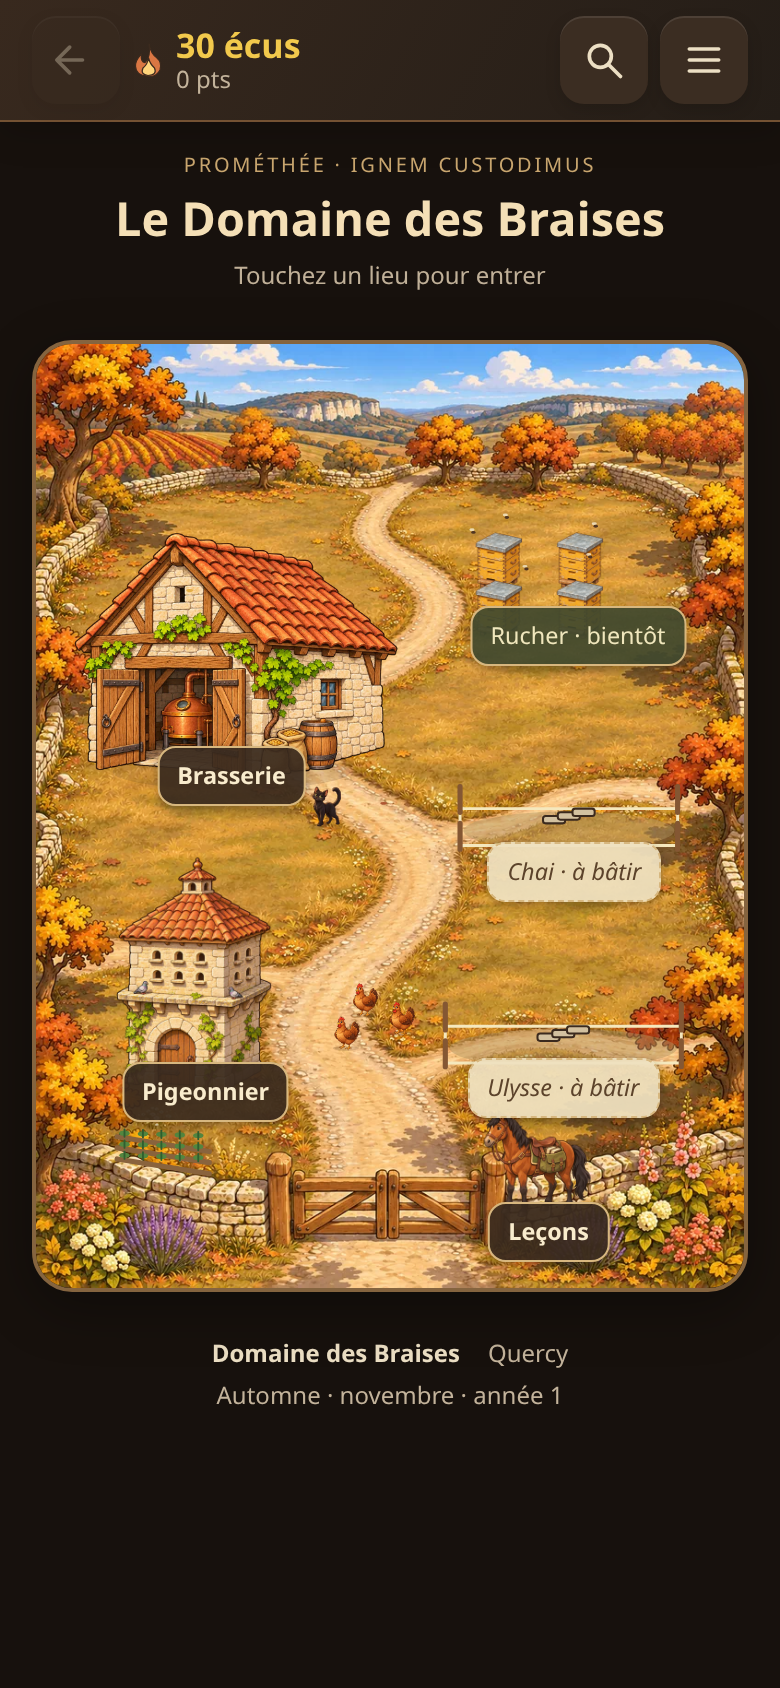 30 écus
0 pts
PROMÉTHÉE · IGNEM CUSTODIMUS
Le Domaine des Braises
Touchez un lieu pour entrer
Rucher · bientôt
Brasserie
Chai · à bâtir
Pigeonnier
Ulysse · à bâtir
Leçons
Domaine des Braises Quercy
Automne · novembre · année 1